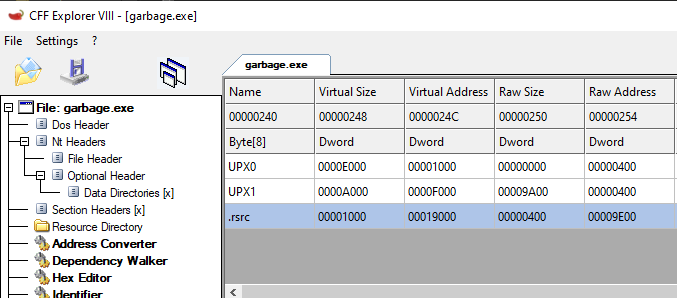 CFF Explorer VIII - [garbage.exe]
File Settings ?
garbage.exe
File: garbage.exe
Dos Header
Nt Headers
File Header
Optional Header
Data Directories [x]
Section Headers [x]
Resource Directory
Address Converter
Dependency Walker
Hex Editor
Identifier
Name Virtual Size Virtual Address Raw Size Raw Address
00000240 00000248 0000024C 00000250 00000254
Byte[8] Dword Dword Dword Dword
UPX0 0000E000 00001000 00000000 00000400
UPX1 0000A000 0000F000 00009A00 00000400
.rsrc 00001000 00019000 00000400 00009E00